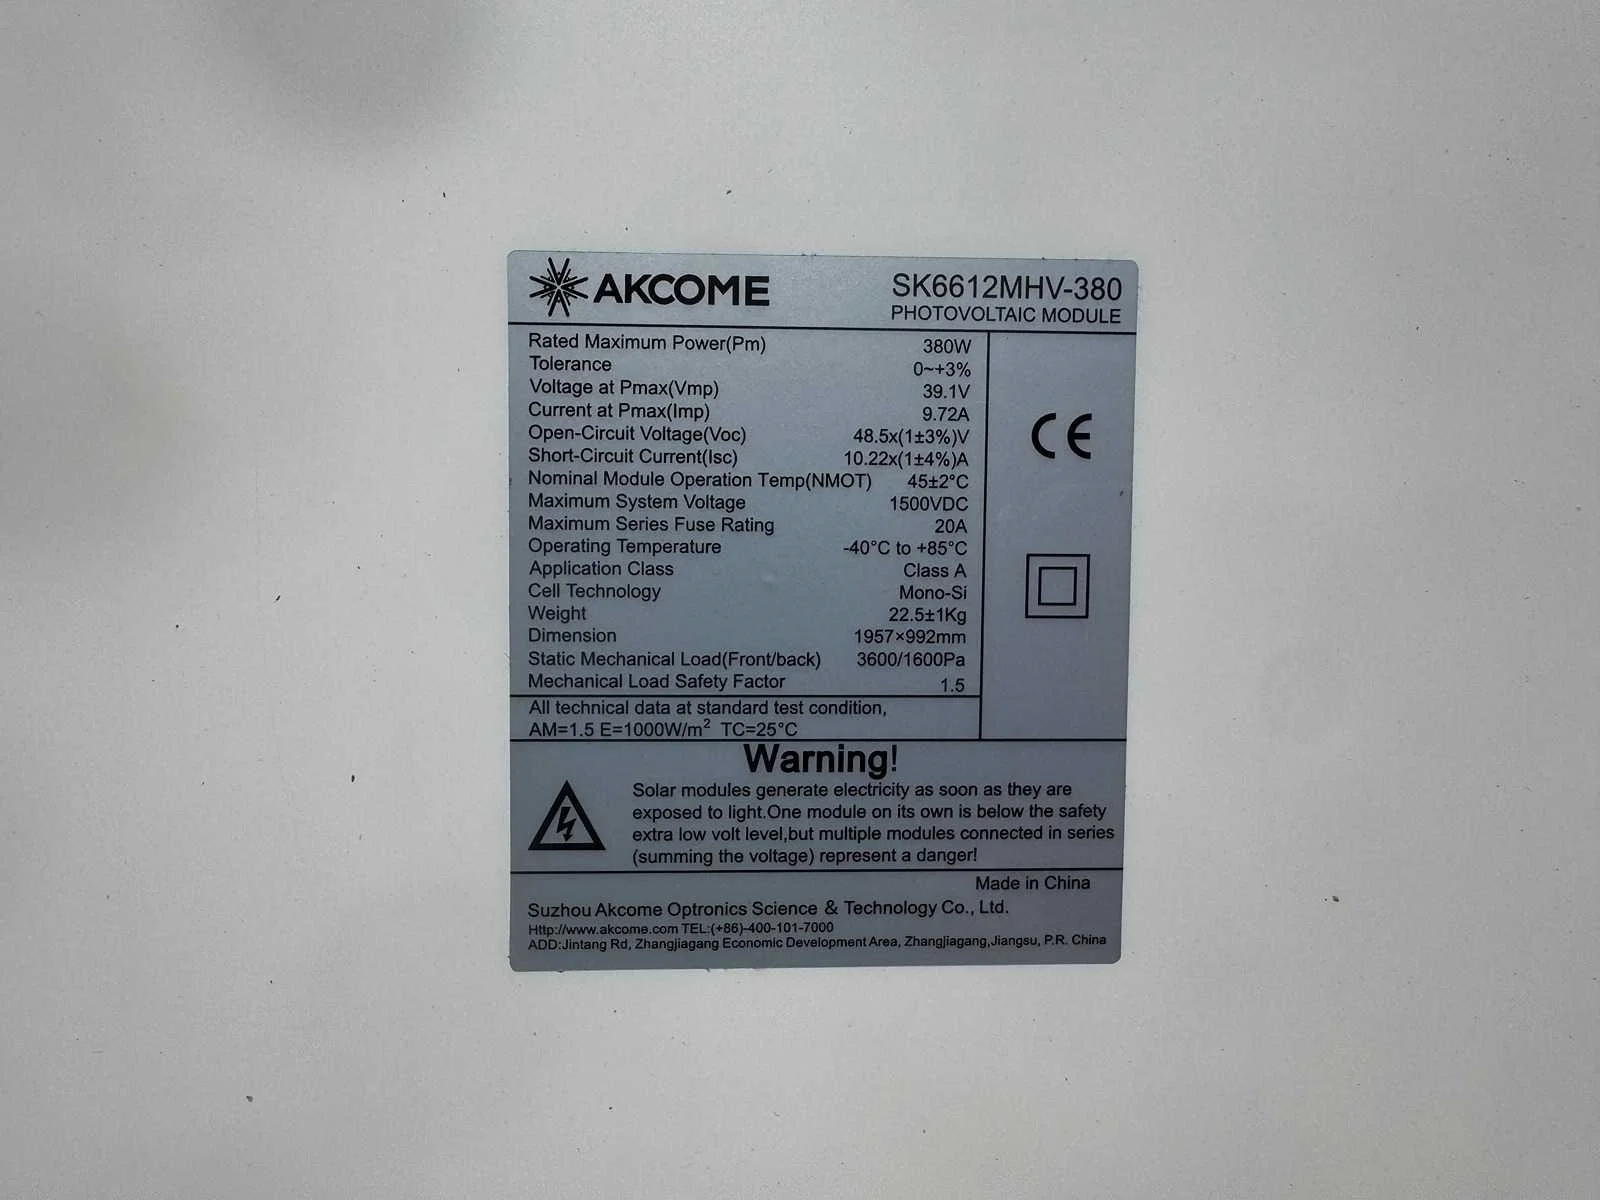 AKCOME
SK6612MHV-380
PHOTOVOLTAIC MODULE
Rated Maximum Power(Pm) 380W
Tolerance 0~+3%
Voltage at Pmax(Vmp) 39.1V
Current at Pmax(Imp) 9.72A
Open-Circuit Voltage(Voc) 48.5x(1±3%)V
Short-Circuit Current(Isc) 10.22x(1±4%)A
Nominal Module Operation Temp(NMOT) 45±2°C
Maximum System Voltage 1500VDC
Maximum Series Fuse Rating 20A
Operating Temperature -40°C to +85°C
Application Class Class A
Cell Technology Mono-Si
Weight 22.5±1Kg
Dimension 1957×992mm
Static Mechanical Load(Front/back) 3600/1600Pa
Mechanical Load Safety Factor 1.5
All technical data at standard test condition,
AM=1.5 E=1000W/m² TC=25°C
CE
Warning!
Solar modules generate electricity as soon as they are
exposed to light.One module on its own is below the safety
extra low volt level,but multiple modules connected in series
(summing the voltage) represent a danger!
Made in China
Suzhou Akcome Optronics Science & Technology Co., Ltd.
Http://www.akcome.com TEL:(+86)-400-101-7000
ADD:Jintang Rd, Zhangjiagang Economic Development Area, Zhangjiagang,Jiangsu, P.R. China